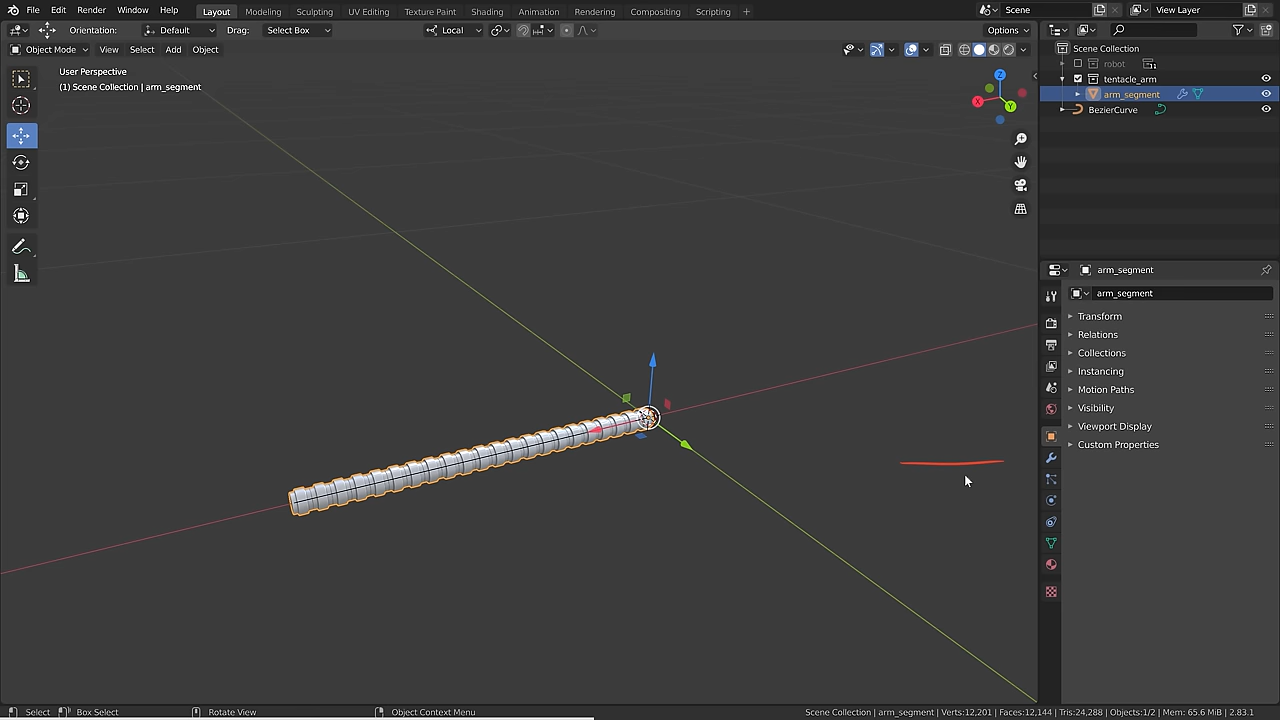 File Edit Render Window Help Layout Modeling Sculpting UV Editing Texture Paint Shading Animation Rendering Compositing Scripting + Scene View Layer
Orientation: Default Drag: Select Box Local Options
Object Mode View Select Add Object
User Perspective
(1) Scene Collection | arm_segment
Z
X
Y
Scene Collection
robot 1
tentacle_arm
arm_segment
BezierCurve
arm_segment
arm_segment
Transform
Relations
Collections
Instancing
Motion Paths
Visibility
Viewport Display
Custom Properties
Select Box Select Rotate View Object Context Menu Scene Collection | arm_segment | Verts:12,201 | Faces:12,144 | Tris:24,288 | Objects:1/2 | Mem: 65.6 MiB | 2.83.1